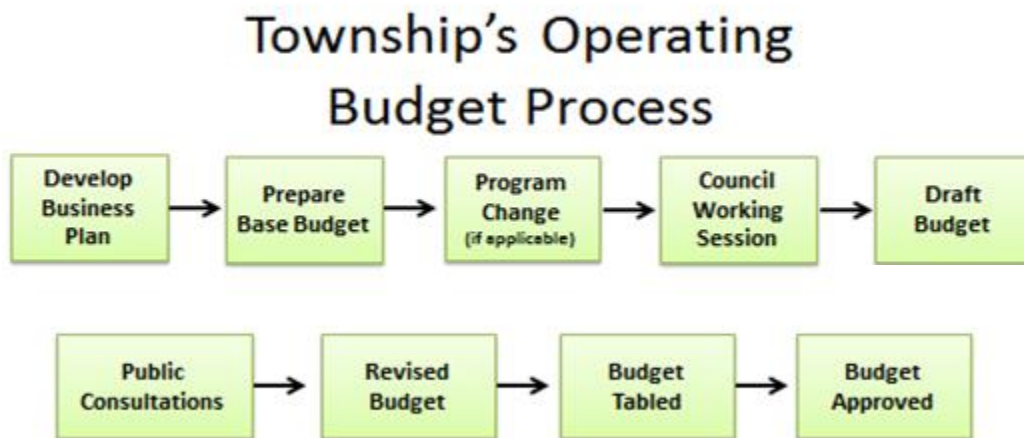 Township's Operating
Budget Process
Develop
Business
Plan
Prepare
Base Budget
Program
Change
(if applicable)
Council
Working
Session
Draft
Budget
Public
Consultations
Revised
Budget
Budget
Tabled
Budget
Approved